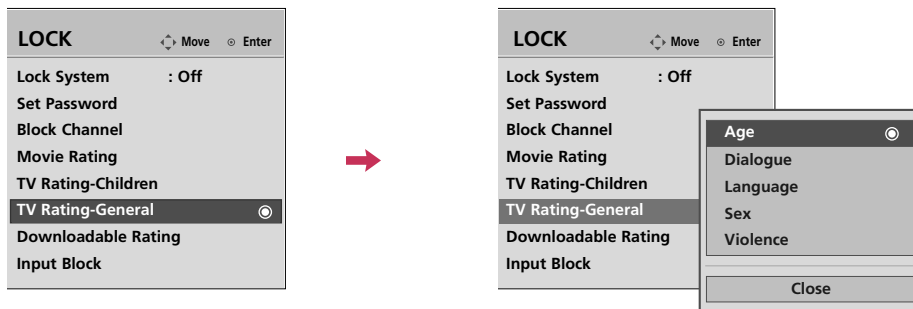 LOCK Move Enter
Lock System : Off
Set Password
Block Channel
Movie Rating
TV Rating-Children
TV Rating-General
Downloadable Rating
Input Block
LOCK Move Enter
Lock System : Off
Set Password
Block Channel
Movie Rating
TV Rating-Children
TV Rating-General
Downloadable Rating
Input Block
Age
Dialogue
Language
Sex
Violence
Close